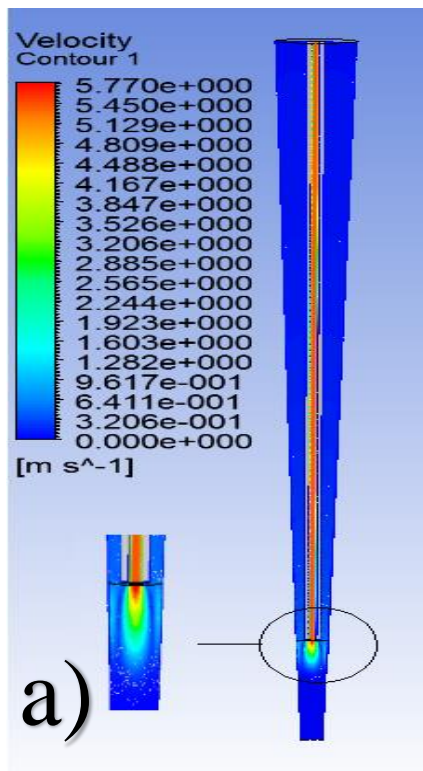 Velocity
Contour 1
5.770e+000
5.450e+000
5.129e+000
4.809e+000
4.488e+000
4.167e+000
3.847e+000
3.526e+000
3.206e+000
2.885e+000
2.565e+000
2.244e+000
1.923e+000
1.603e+000
1.282e+000
9.617e-001
6.411e-001
3.206e-001
0.000e+000
[m s^-1]
a)